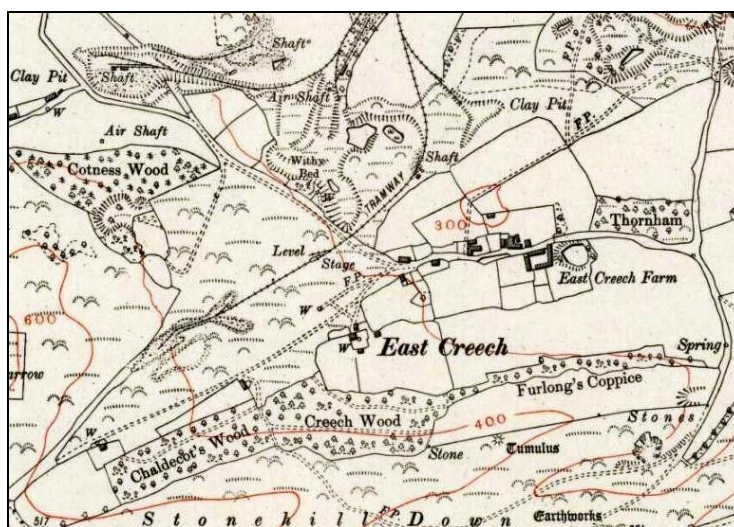 Shaft
Shaft
Clay Pit
Air Shaft
Clay Pit
F.P.
F.P.
W
Air Shaft
Withy
Bed
W
Shaft
Cotness Wood
TRAMWAY
300
Thornham
Level
Stage
F.P.
East Creech Farm
600
W
W
East Creech
Spring
arrow
Furlong's Coppice
Creech Wood
400
Stones
W
Chaldecot's Wood
Stone
Tumulus
F.P.
517
Stonehill Down
Earthworks